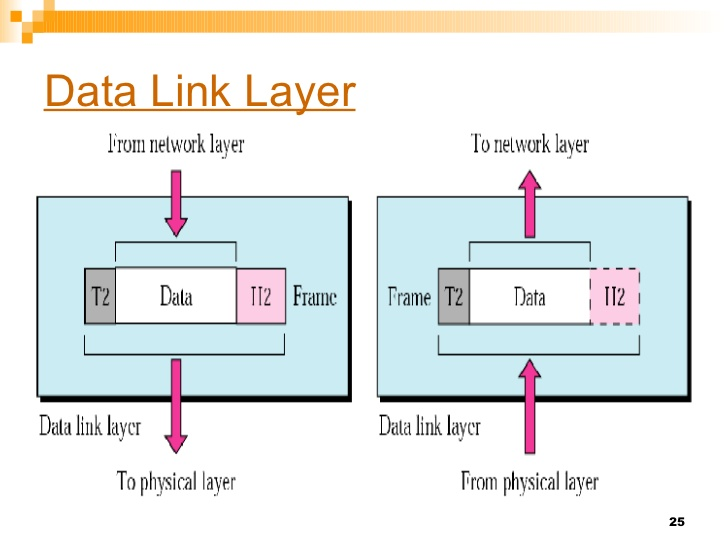 Data Link Layer
From network layer
To network layer
T2 Data H2 Frame
Frame T2 Data H2
Data link layer
Data link layer
To physical layer
From physical layer
25